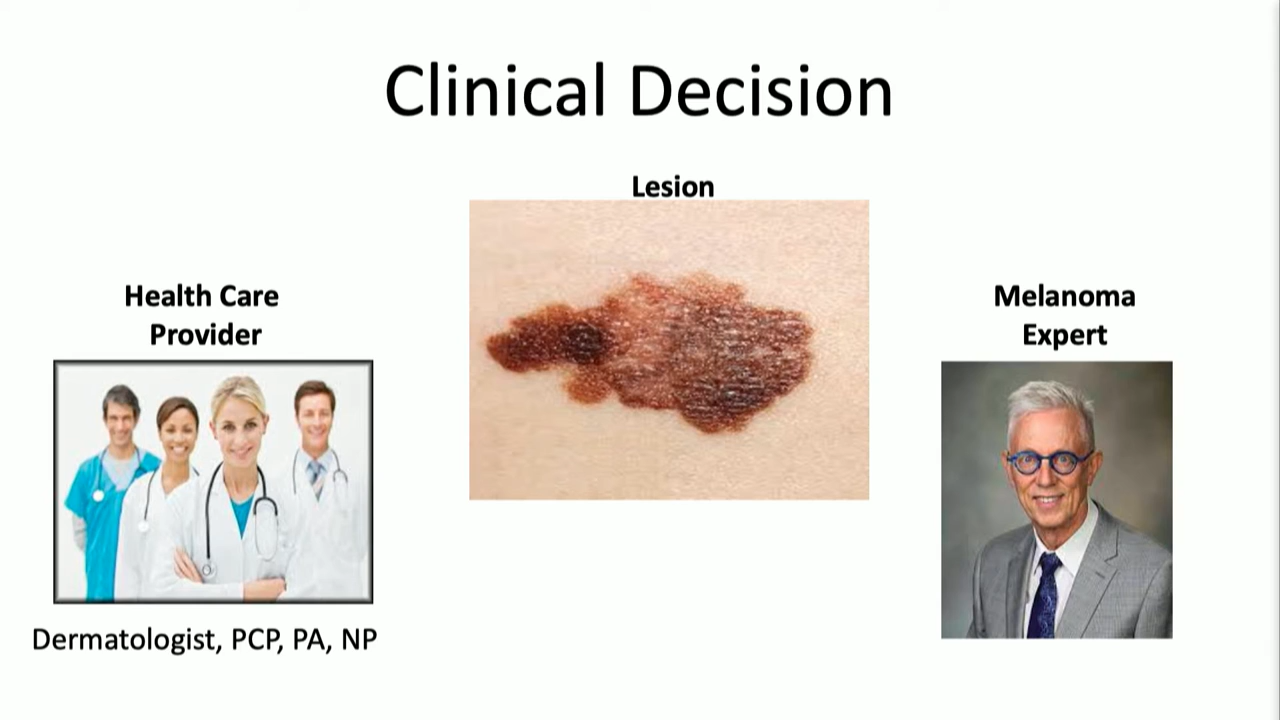 Clinical Decision
Lesion
Health Care
Provider
Melanoma
Expert
Dermatologist, PCP, PA, NP